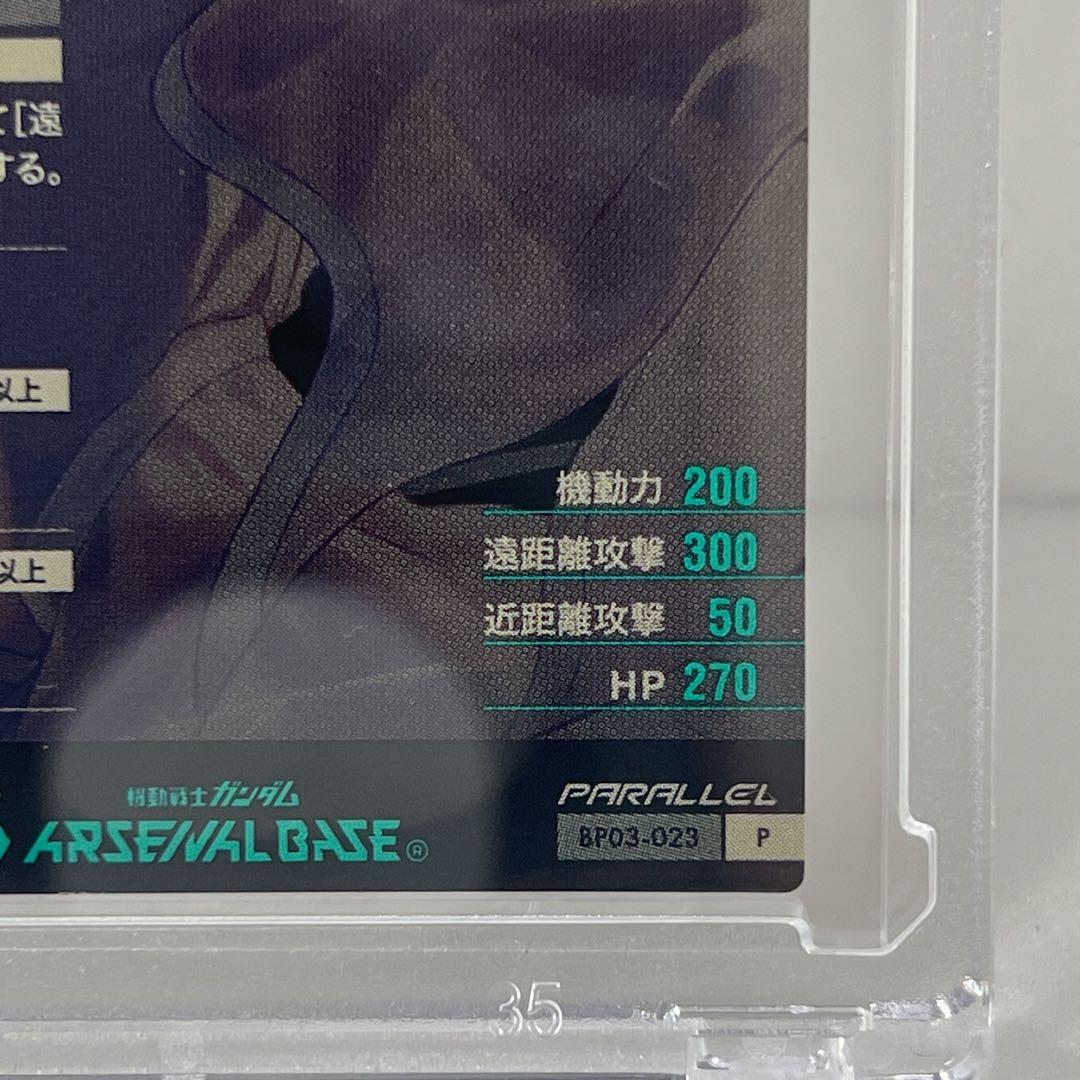 て[遠
する。
以上
機動力 200
遠距離攻撃 300
以上
近距離攻撃 50
HP 270
機動戦士ガンダム
ARSENAL BASE®
PARALLEL
BP03-023 P
35